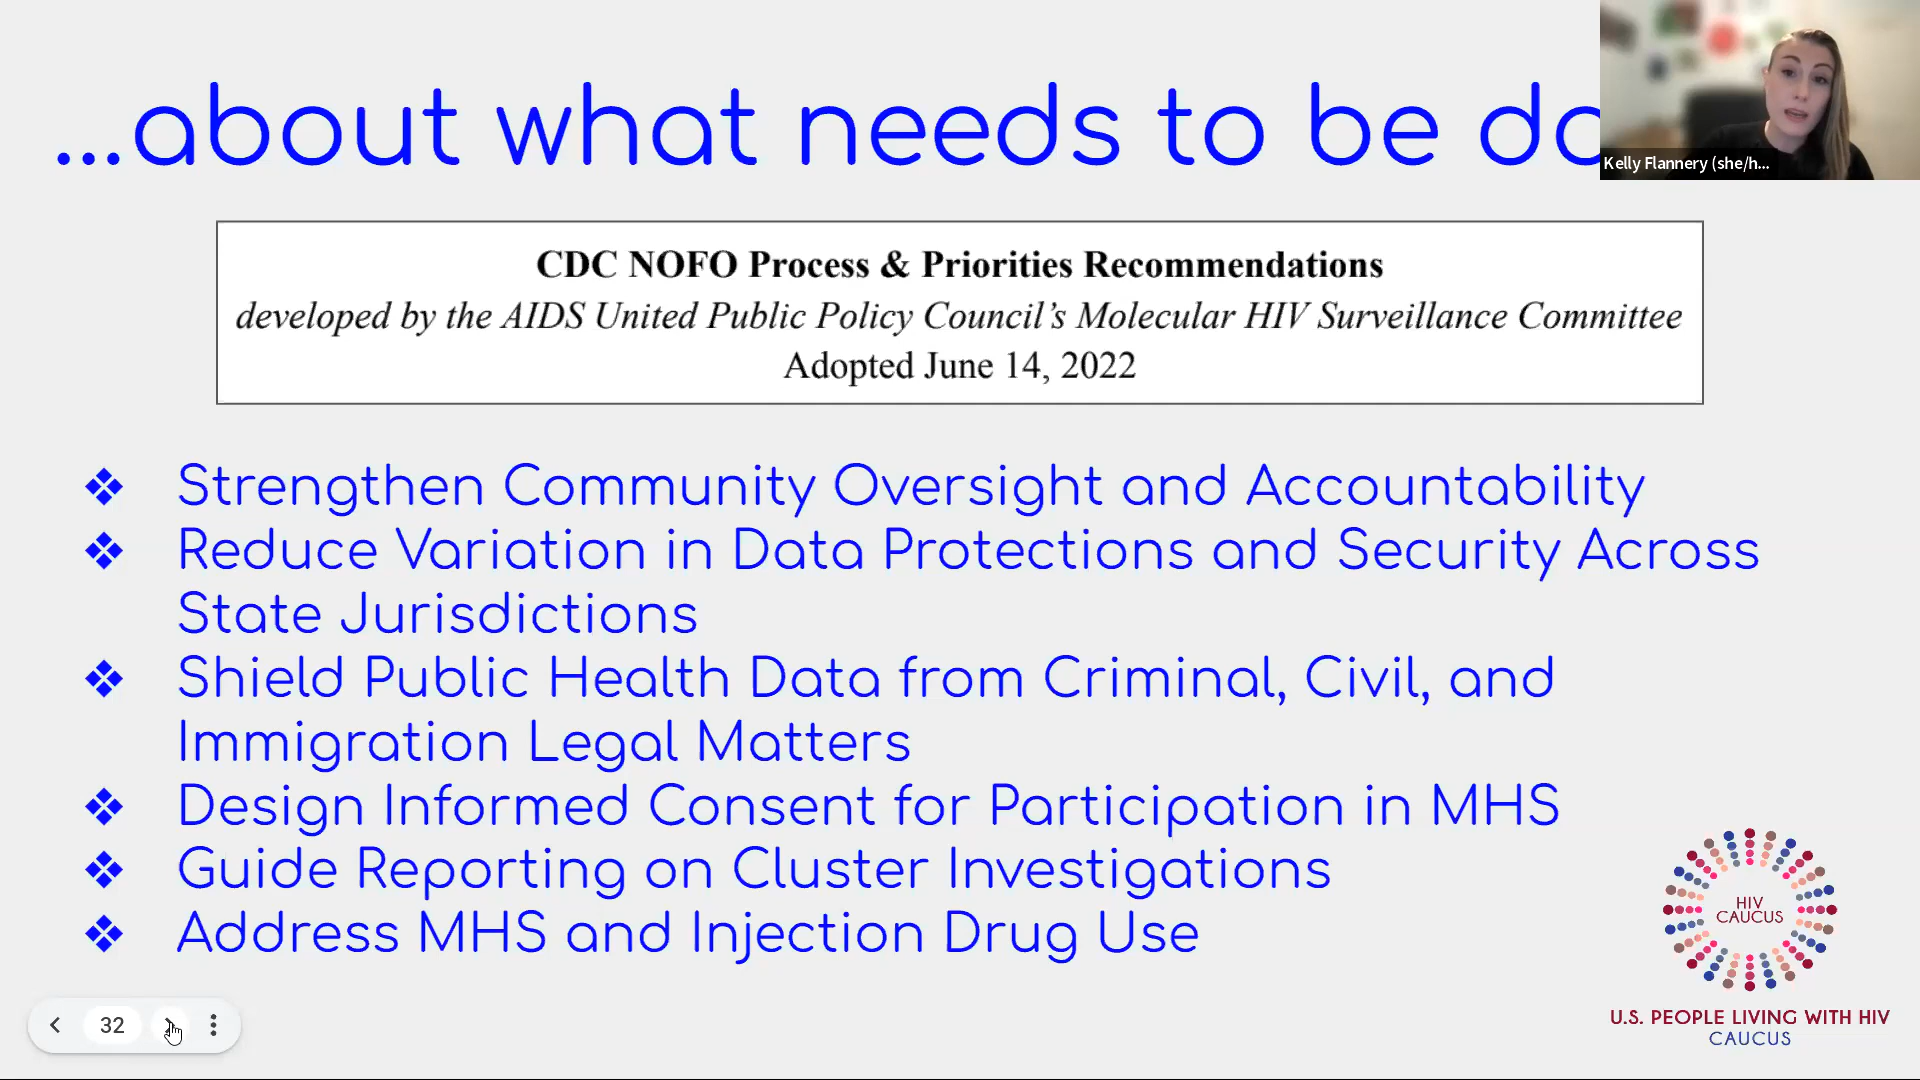 ...about what needs to be do
Kelly Flannery (she/h...
CDC NOFO Process & Priorities Recommendations
developed by the AIDS United Public Policy Council's Molecular HIV Surveillance Committee
Adopted June 14, 2022
❖ Strengthen Community Oversight and Accountability
❖ Reduce Variation in Data Protections and Security Across
State Jurisdictions
❖ Shield Public Health Data from Criminal, Civil, and
Immigration Legal Matters
❖ Design Informed Consent for Participation in MHS
❖ Guide Reporting on Cluster Investigations
❖ Address MHS and Injection Drug Use
HIV
CAUCUS
U.S. PEOPLE LIVING WITH HIV
CAUCUS
32